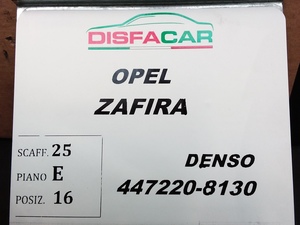 DISFACAR
OPEL
ZAFIRA
SCAFF. 25
PIANO E
POSIZ. 16
DENSO
447220-8130